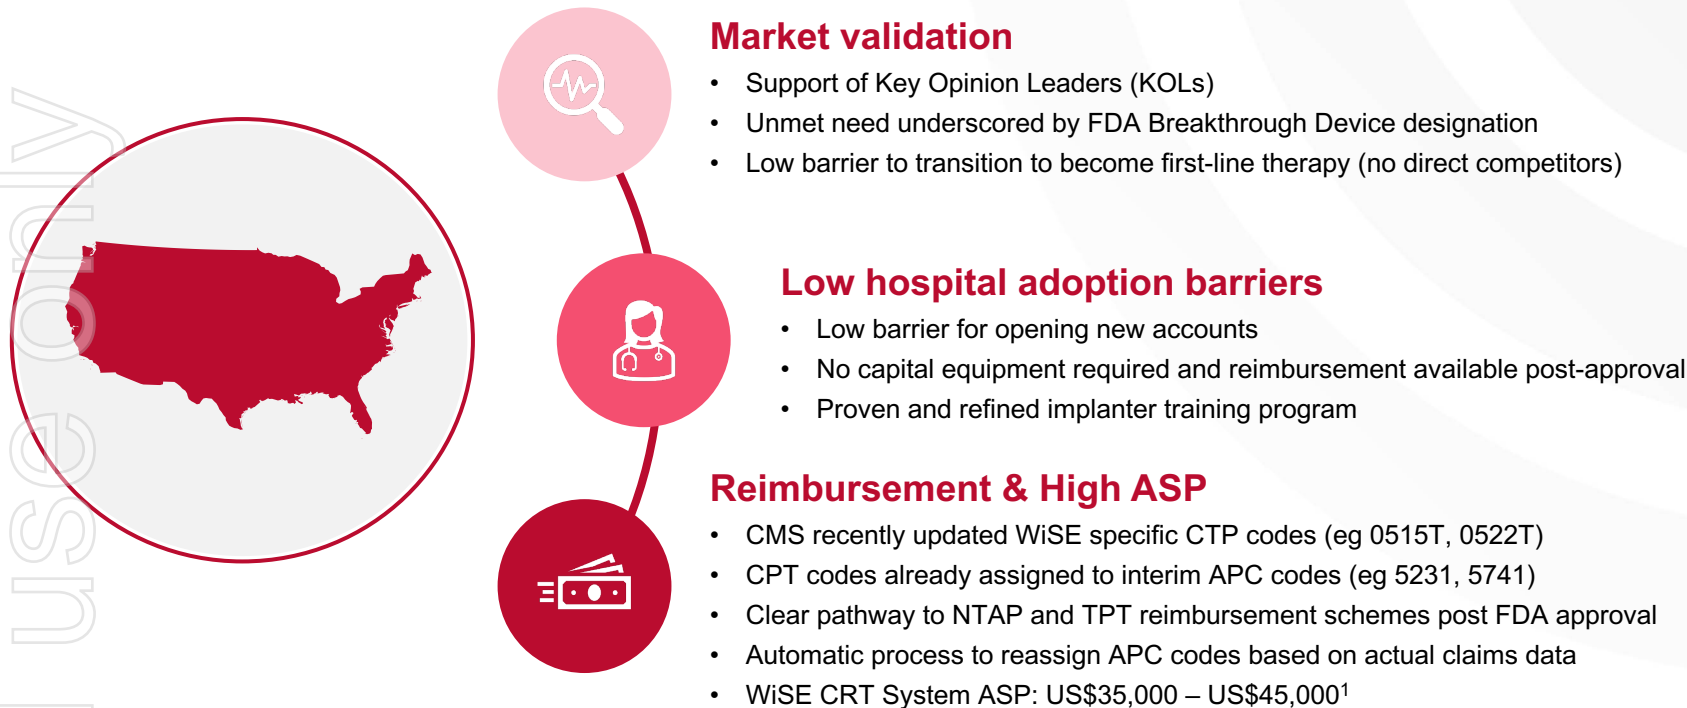 Market validation
• Support of Key Opinion Leaders (KOLs)
• Unmet need underscored by FDA Breakthrough Device designation
• Low barrier to transition to become first-line therapy (no direct competitors)
Low hospital adoption barriers
• Low barrier for opening new accounts
• No capital equipment required and reimbursement available post-approval
• Proven and refined implanter training program
Reimbursement & High ASP
• CMS recently updated WiSE specific CTP codes (eg 0515T, 0522T)
• CPT codes already assigned to interim APC codes (eg 5231, 5741)
• Clear pathway to NTAP and TPT reimbursement schemes post FDA approval
• Automatic process to reassign APC codes based on actual claims data
• WiSE CRT System ASP: US$35,000 – US$45,000¹
use only